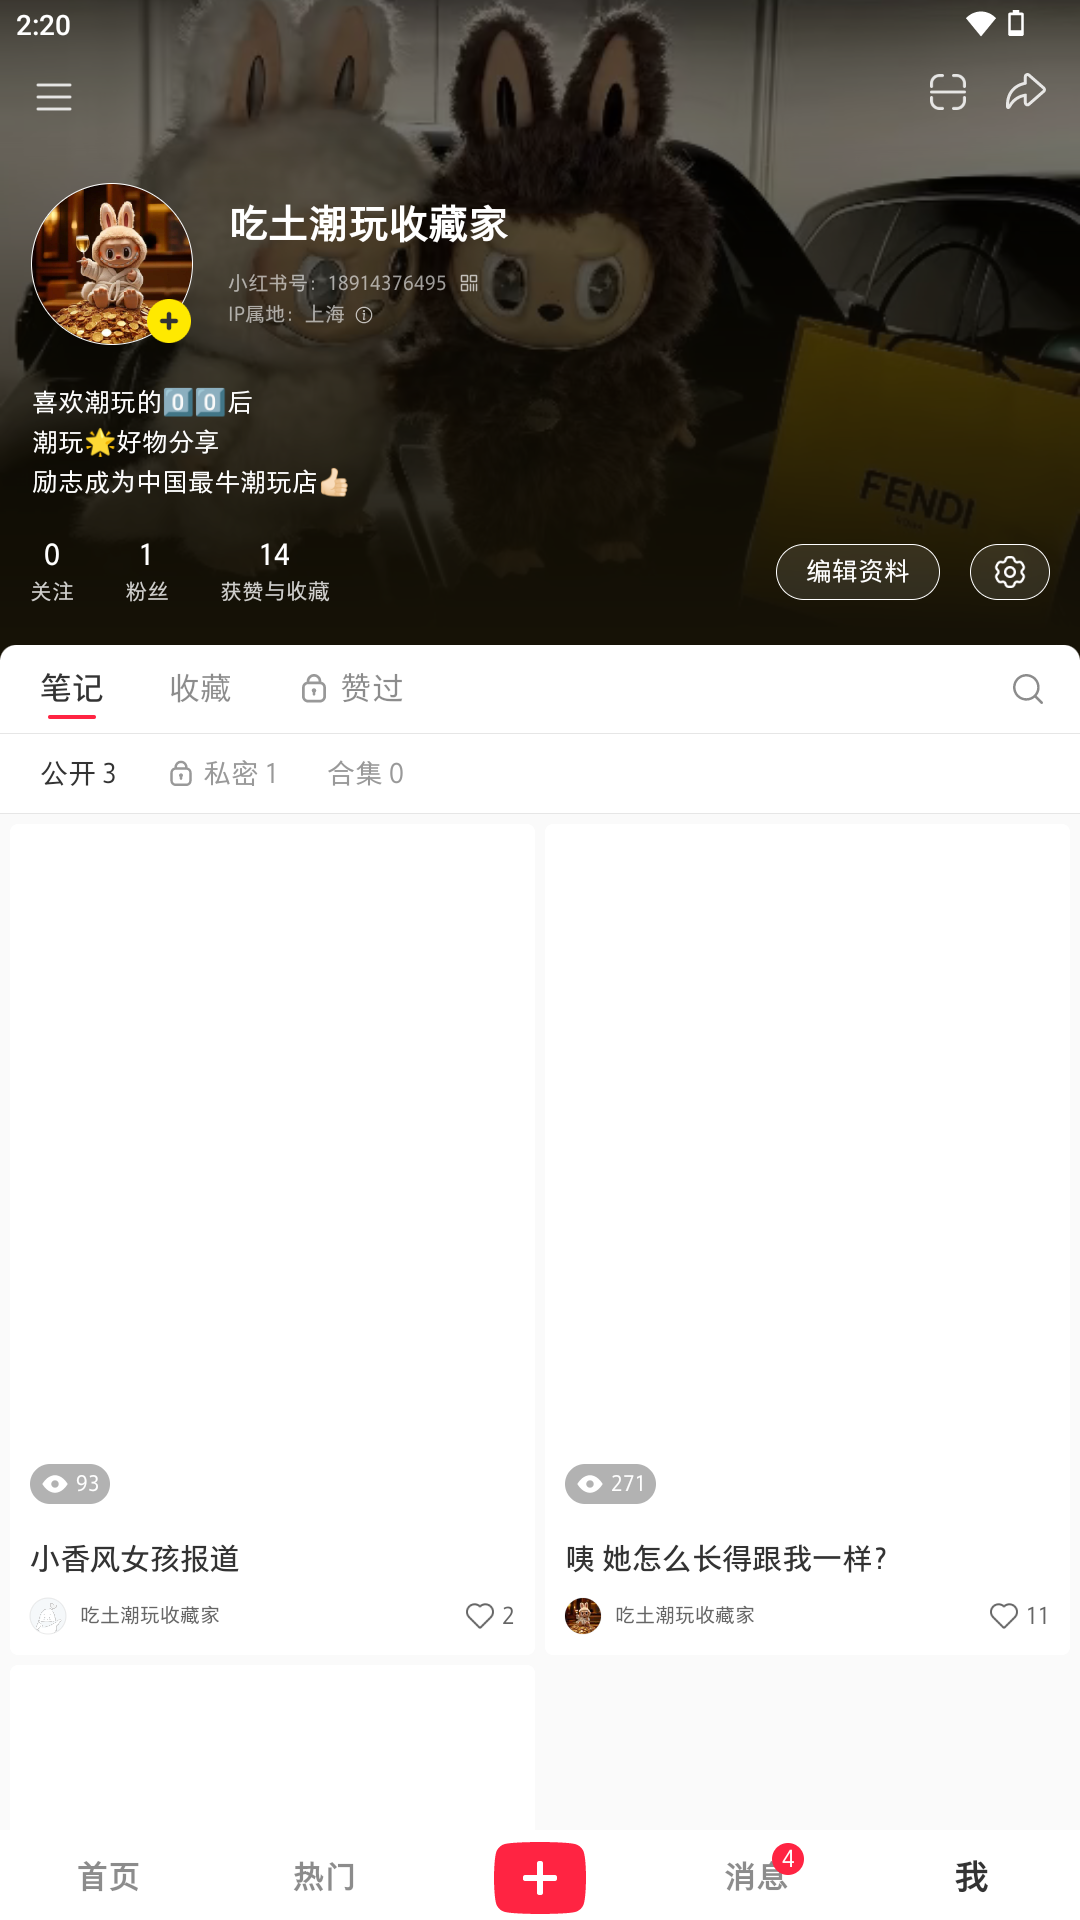 2:20
吃土潮玩收藏家
小红书号：18914376495
IP属地：上海
喜欢潮玩的0️⃣0️⃣后
潮玩🌟好物分享
励志成为中国最牛潮玩店👍🏻
FENDI
0 1 14
关注 粉丝 获赞与收藏
编辑资料
笔记 收藏 赞过
公开 3 私密 1 合集 0
93 271
小香风女孩报道
咦 她怎么长得跟我一样？
吃土潮玩收藏家 2
吃土潮玩收藏家 11
首页 热门 消息 4 我